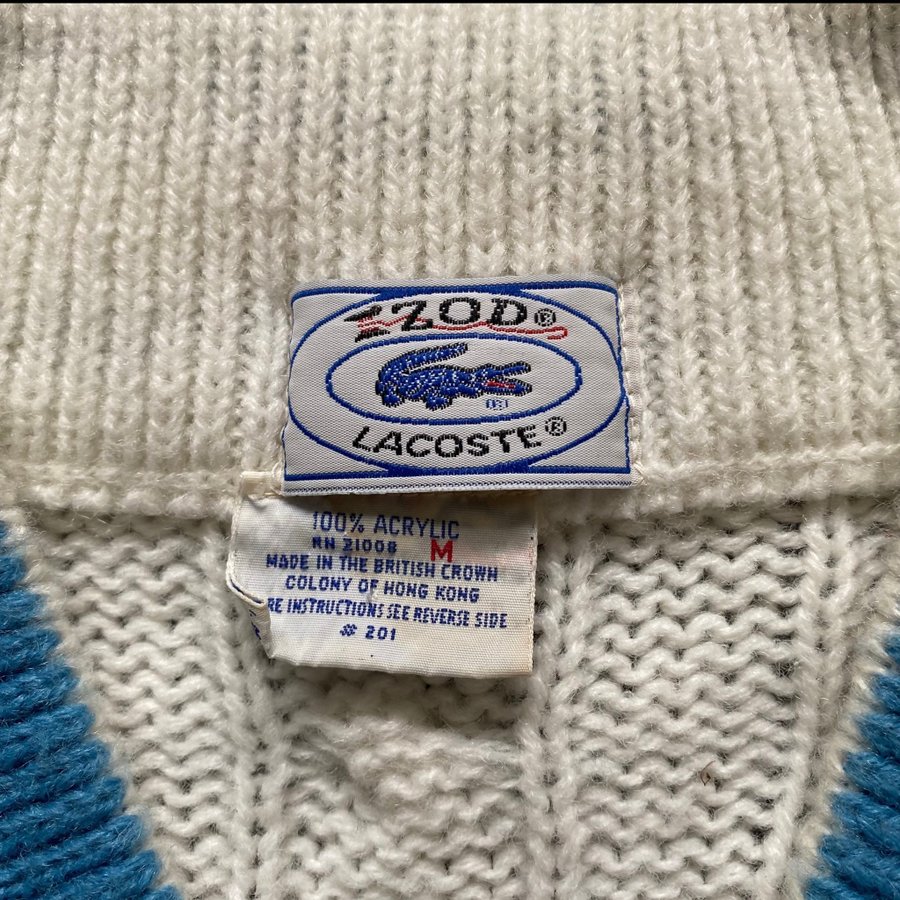 IZOD®
LACOSTE®
100% ACRYLIC
RN 21008 M
MADE IN THE BRITISH CROWN
COLONY OF HONG KONG
RE INSTRUCTIONS SEE REVERSE SIDE
# 201